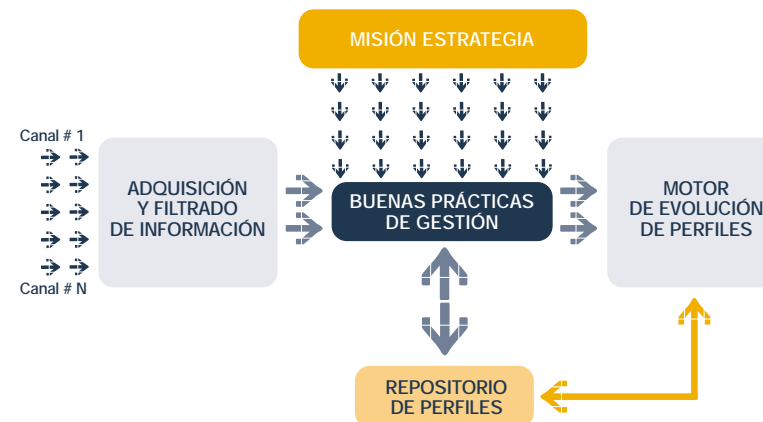 MISIÓN ESTRATEGIA
Canal # 1
ADQUISICIÓN
Y FILTRADO
DE INFORMACIÓN
Canal # N
BUENAS PRÁCTICAS
DE GESTIÓN
MOTOR
DE EVOLUCIÓN
DE PERFILES
REPOSITORIO
DE PERFILES